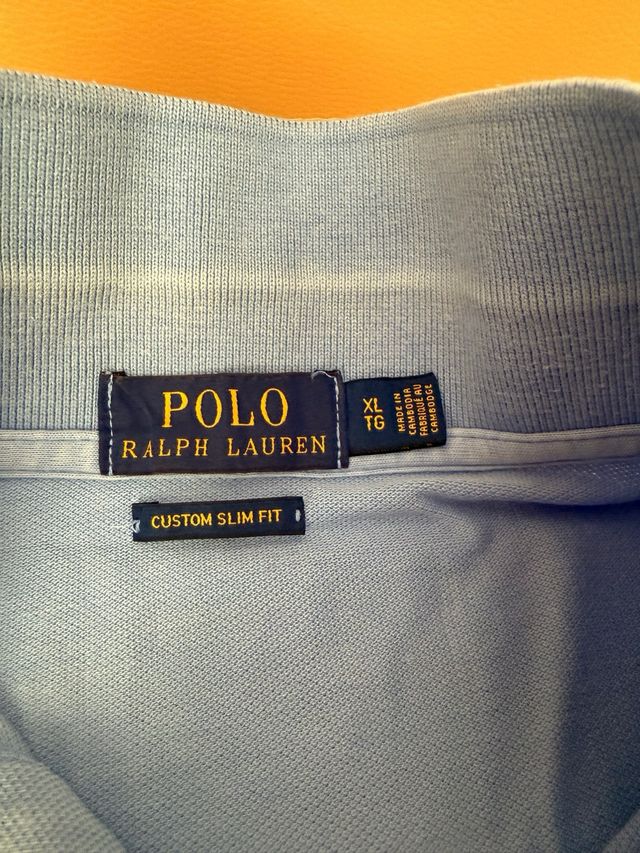 POLO
RALPH LAUREN
XL
TG
MADE IN
CAMBODIA
FABRIQUÉ AU
CAMBODGE
CUSTOM SLIM FIT